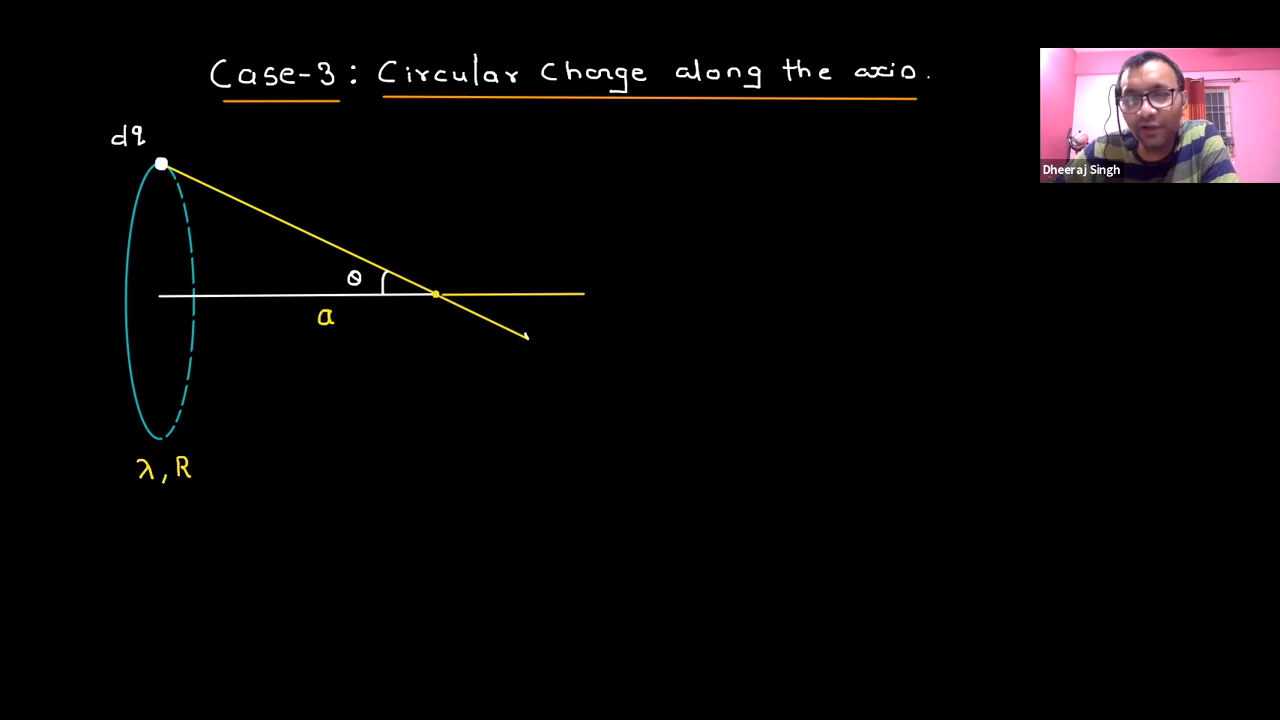 Case-3: Circular Charge along the axis.
dq
θ
a
λ, R
Dheeraj Singh